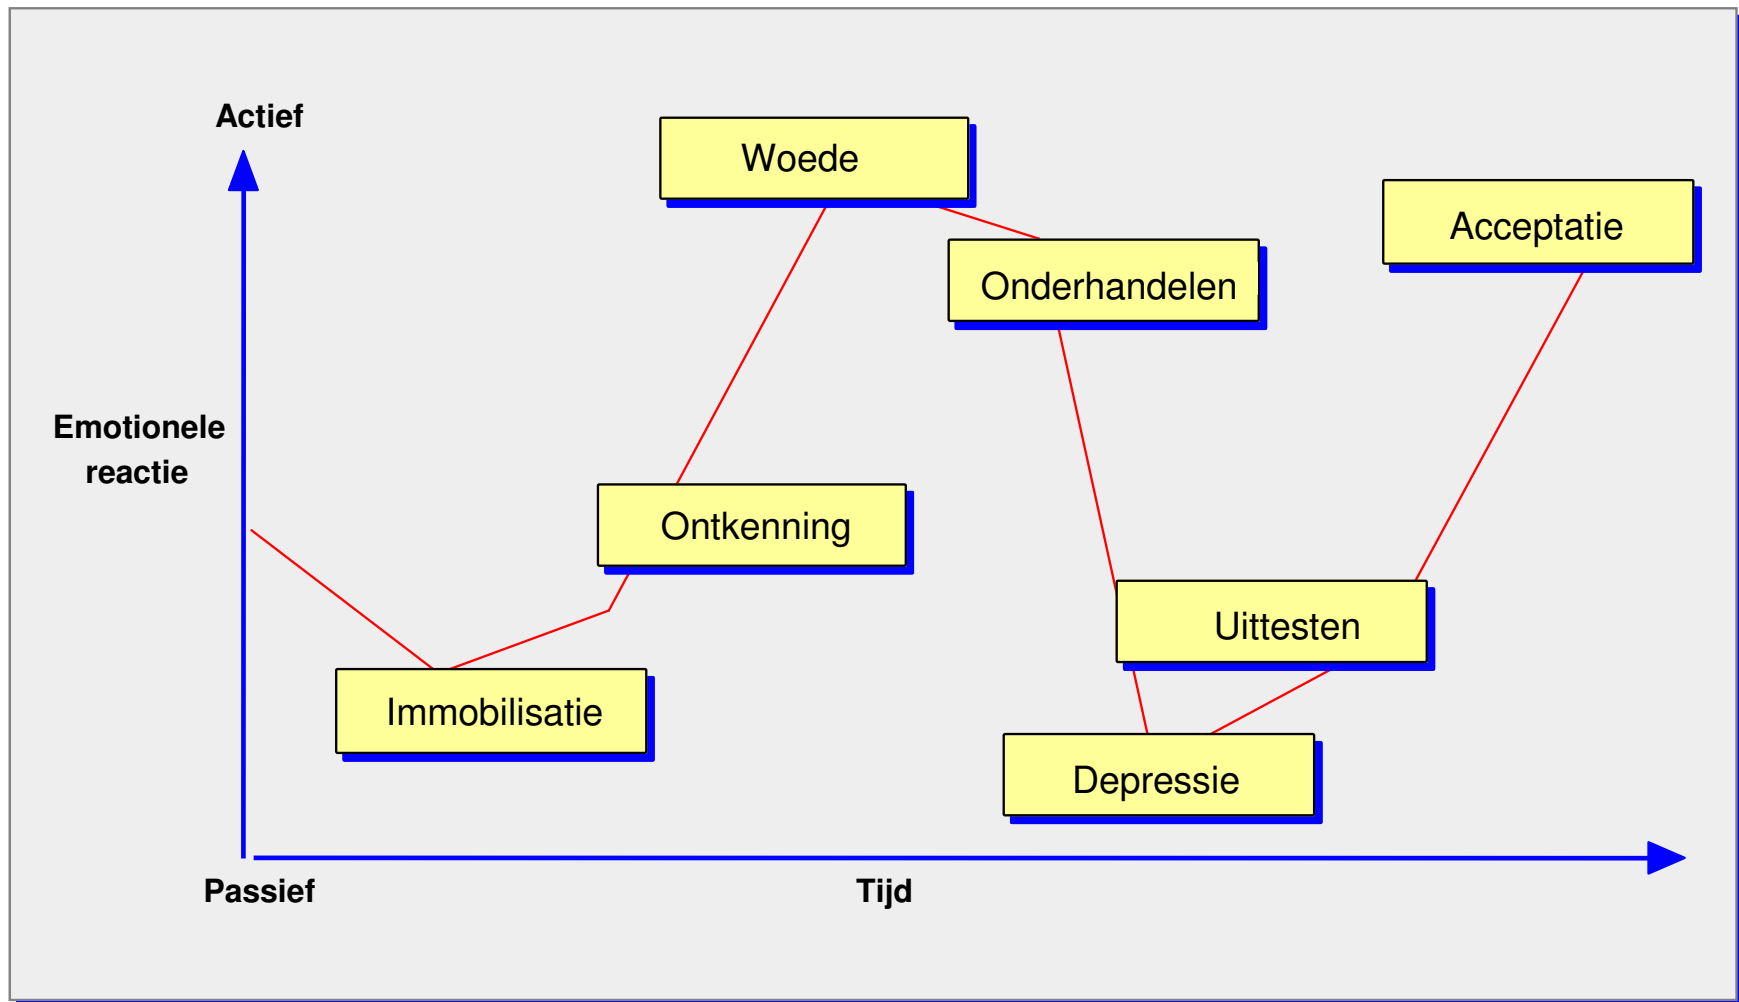 Actief
Woede
Acceptatie
Onderhandelen
Emotionele
reactie
Ontkenning
Uittesten
Immobilisatie
Depressie
Passief
Tijd